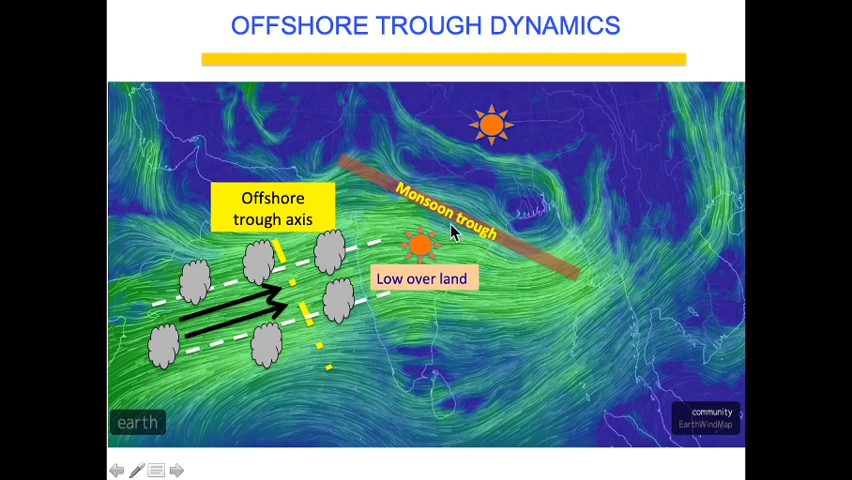 OFFSHORE TROUGH DYNAMICS
Offshore
trough axis
Monsoon trough
Low over land
earth
community
EarthWindMap